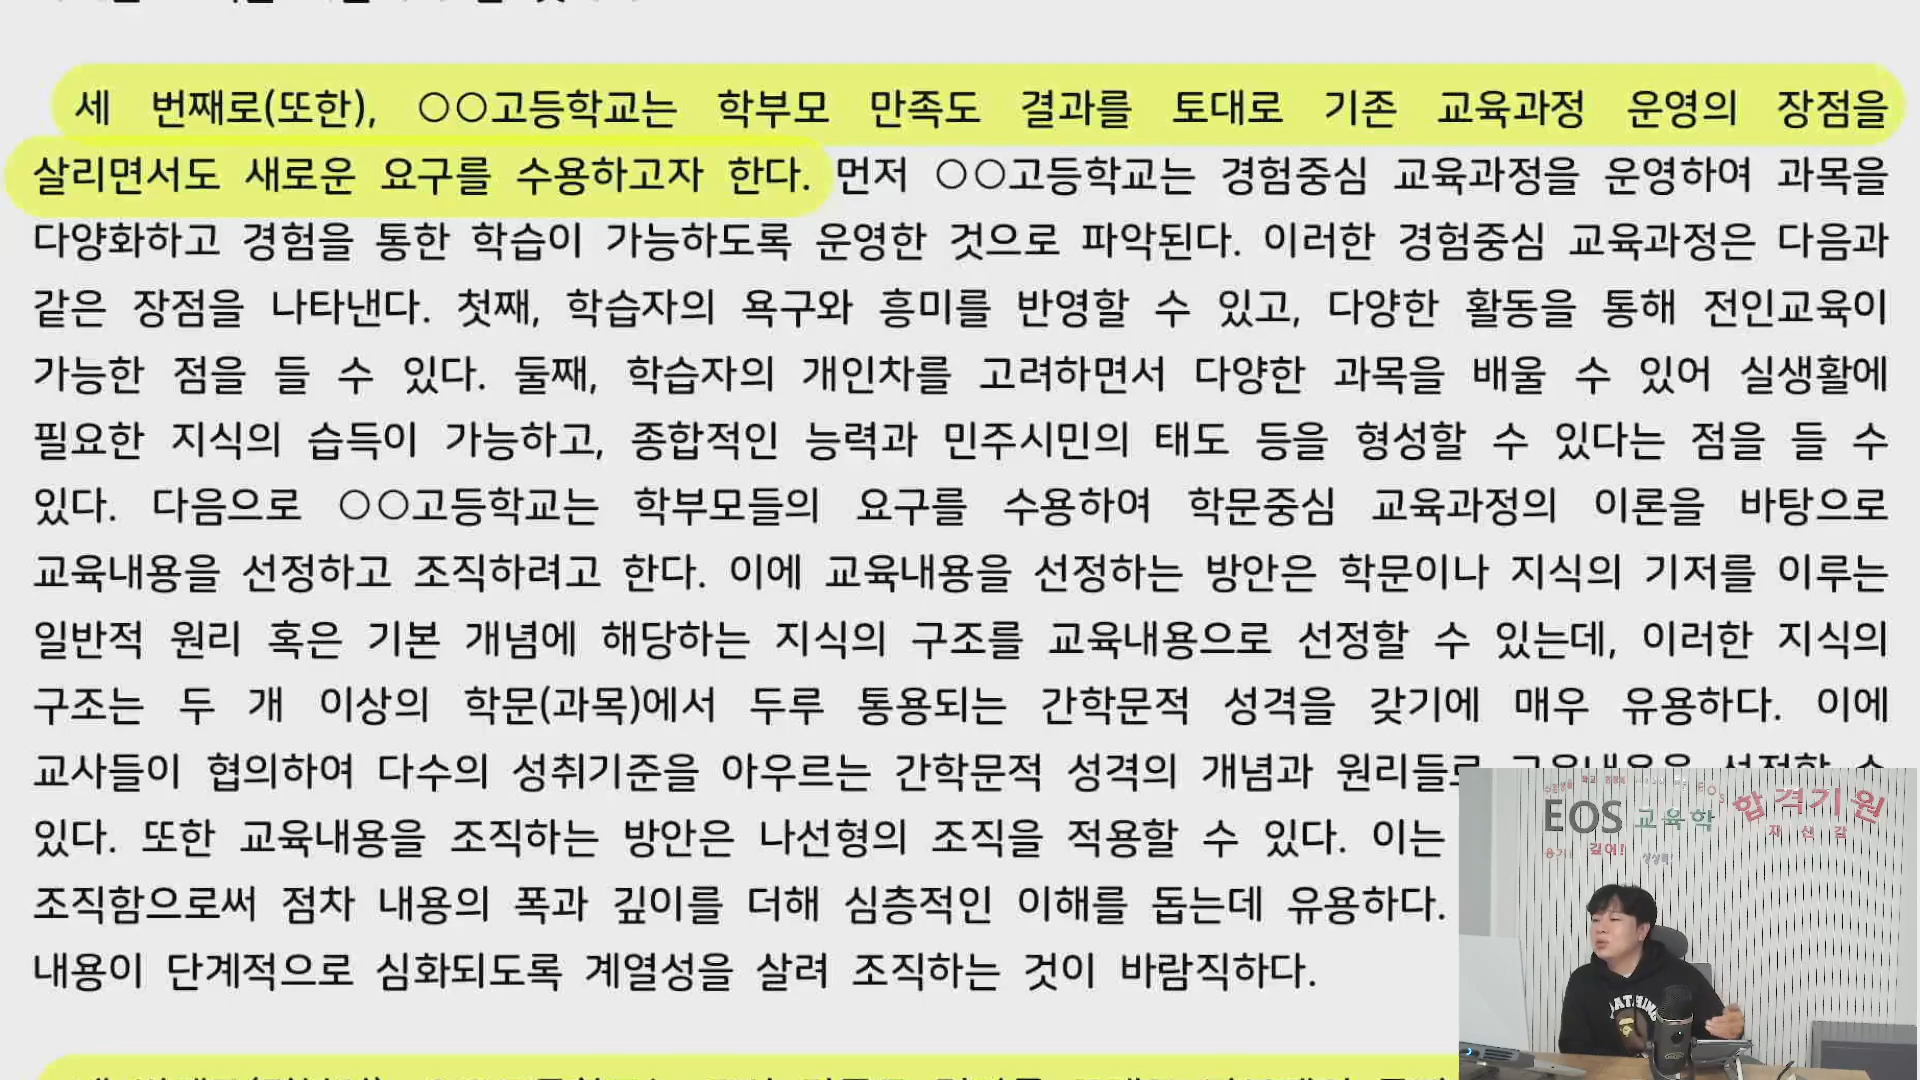 세 번째로(또한), ○○고등학교는 학부모 만족도 결과를 토대로 기존 교육과정 운영의 장점을
살리면서도 새로운 요구를 수용하고자 한다. 먼저 ○○고등학교는 경험중심 교육과정을 운영하여 과목을
다양화하고 경험을 통한 학습이 가능하도록 운영한 것으로 파악된다. 이러한 경험중심 교육과정은 다음과
같은 장점을 나타낸다. 첫째, 학습자의 욕구와 흥미를 반영할 수 있고, 다양한 활동을 통해 전인교육이
가능한 점을 들 수 있다. 둘째, 학습자의 개인차를 고려하면서 다양한 과목을 배울 수 있어 실생활에
필요한 지식의 습득이 가능하고, 종합적인 능력과 민주시민의 태도 등을 형성할 수 있다는 점을 들 수
있다. 다음으로 ○○고등학교는 학부모들의 요구를 수용하여 학문중심 교육과정의 이론을 바탕으로
교육내용을 선정하고 조직하려고 한다. 이에 교육내용을 선정하는 방안은 학문이나 지식의 기저를 이루는
일반적 원리 혹은 기본 개념에 해당하는 지식의 구조를 교육내용으로 선정할 수 있는데, 이러한 지식의
구조는 두 개 이상의 학문(과목)에서 두루 통용되는 간학문적 성격을 갖기에 매우 유용하다. 이에
교사들이 협의하여 다수의 성취기준을 아우르는 간학문적 성격의 개념과 원리들로 교육내용을 선정할 수
있다. 또한 교육내용을 조직하는 방안은 나선형의 조직을 적용할 수 있다. 이는
조직함으로써 점차 내용의 폭과 깊이를 더해 심층적인 이해를 돕는데 유용하다.
내용이 단계적으로 심화되도록 계열성을 살려 조직하는 것이 바람직하다.
EOS 교육학 합격기원
자신감
용기! 깊이!